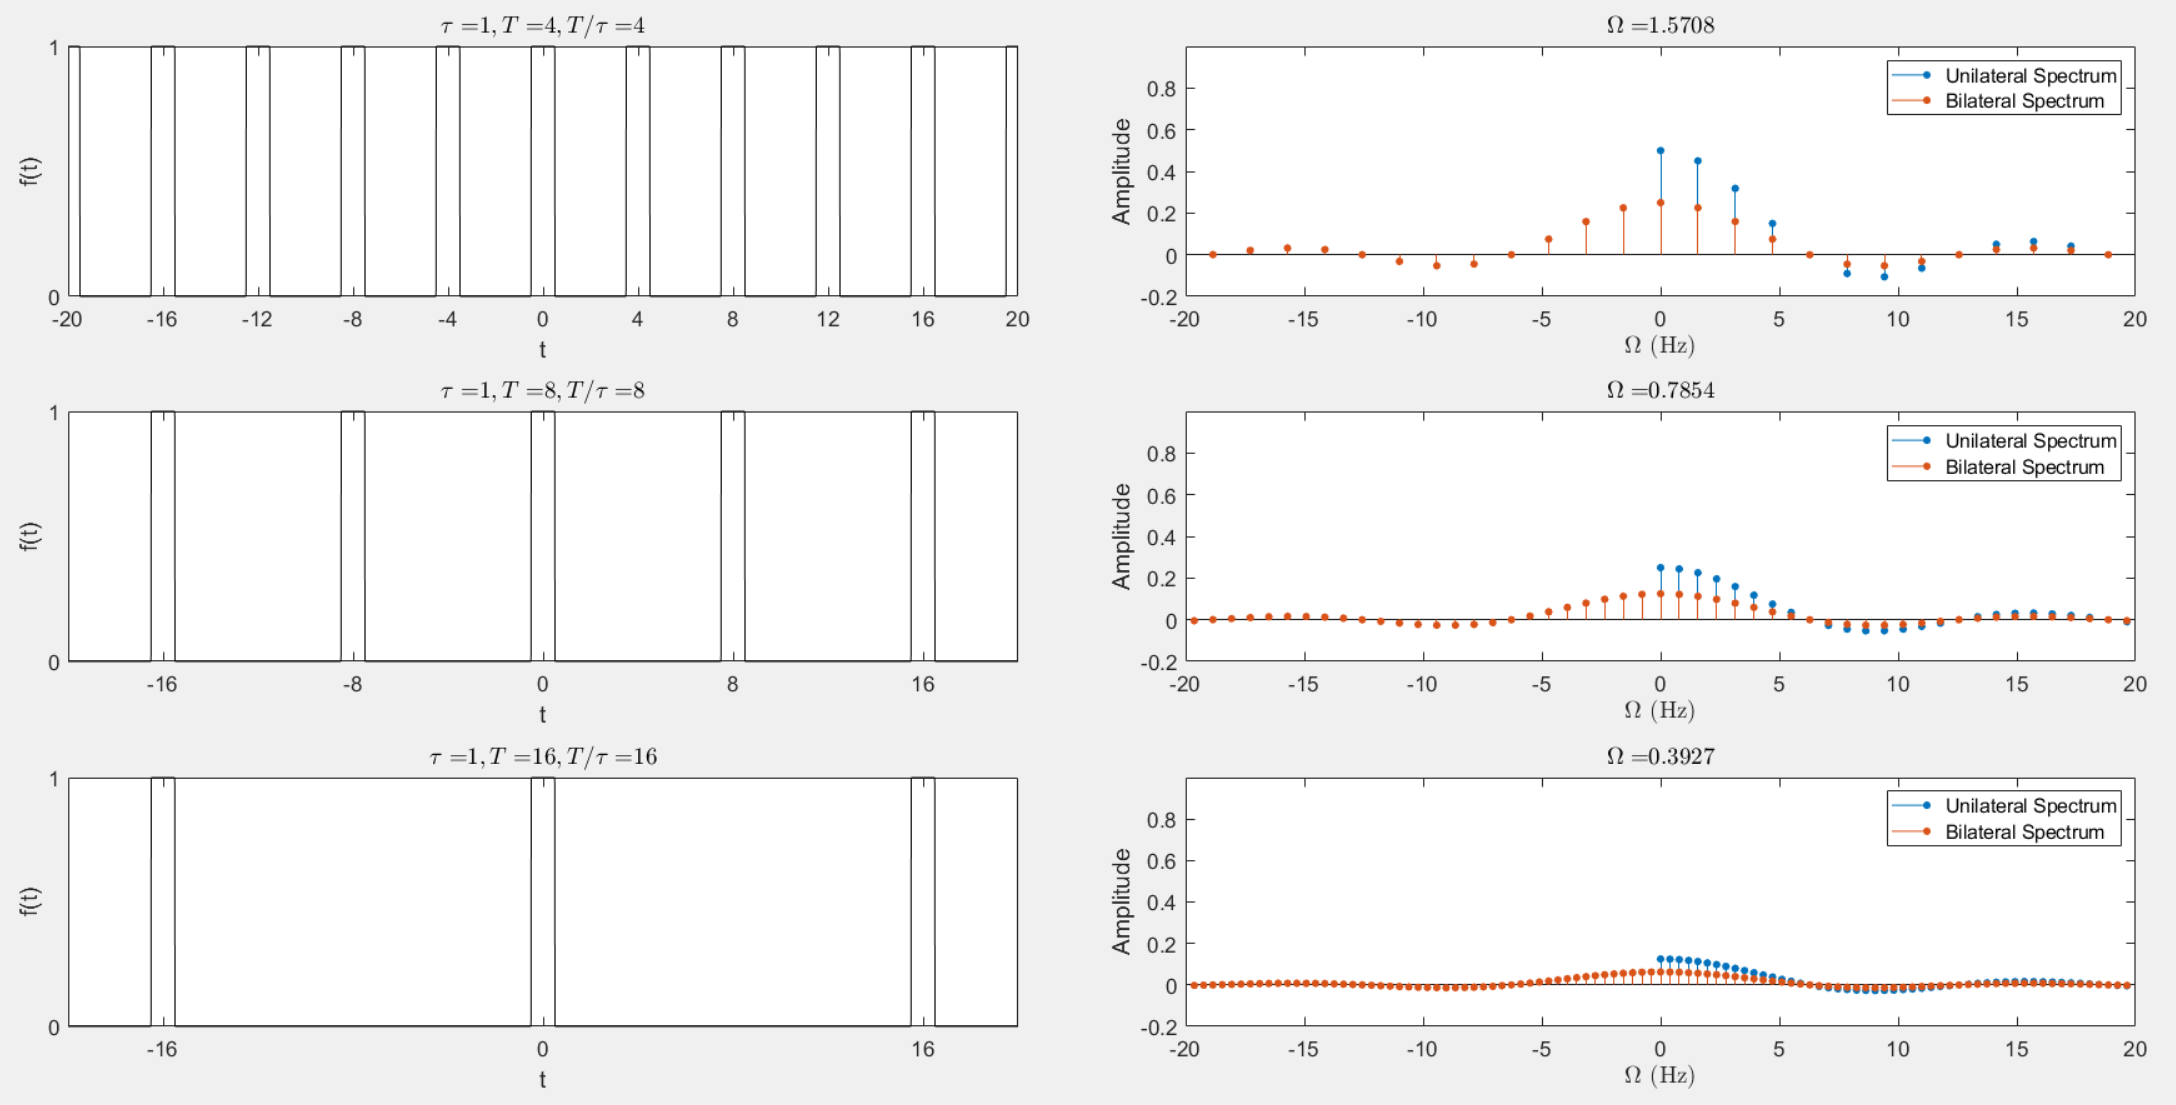 τ =1, T =4, T/τ =4
1
0
f(t)
-20 -16 -12 -8 -4 0 4 8 12 16 20
t
Ω =1.5708
Unilateral Spectrum
Bilateral Spectrum
0.8
0.6
0.4
0.2
0
-0.2
Amplitude
-20 -15 -10 -5 0 5 10 15 20
Ω (Hz)
τ =1, T =8, T/τ =8
1
0
f(t)
-16 -8 0 8 16
t
Ω =0.7854
Unilateral Spectrum
Bilateral Spectrum
0.8
0.6
0.4
0.2
0
-0.2
Amplitude
-20 -15 -10 -5 0 5 10 15 20
Ω (Hz)
τ =1, T =16, T/τ =16
1
0
f(t)
-16 0 16
t
Ω =0.3927
Unilateral Spectrum
Bilateral Spectrum
0.8
0.6
0.4
0.2
0
-0.2
Amplitude
-20 -15 -10 -5 0 5 10 15 20
Ω (Hz)